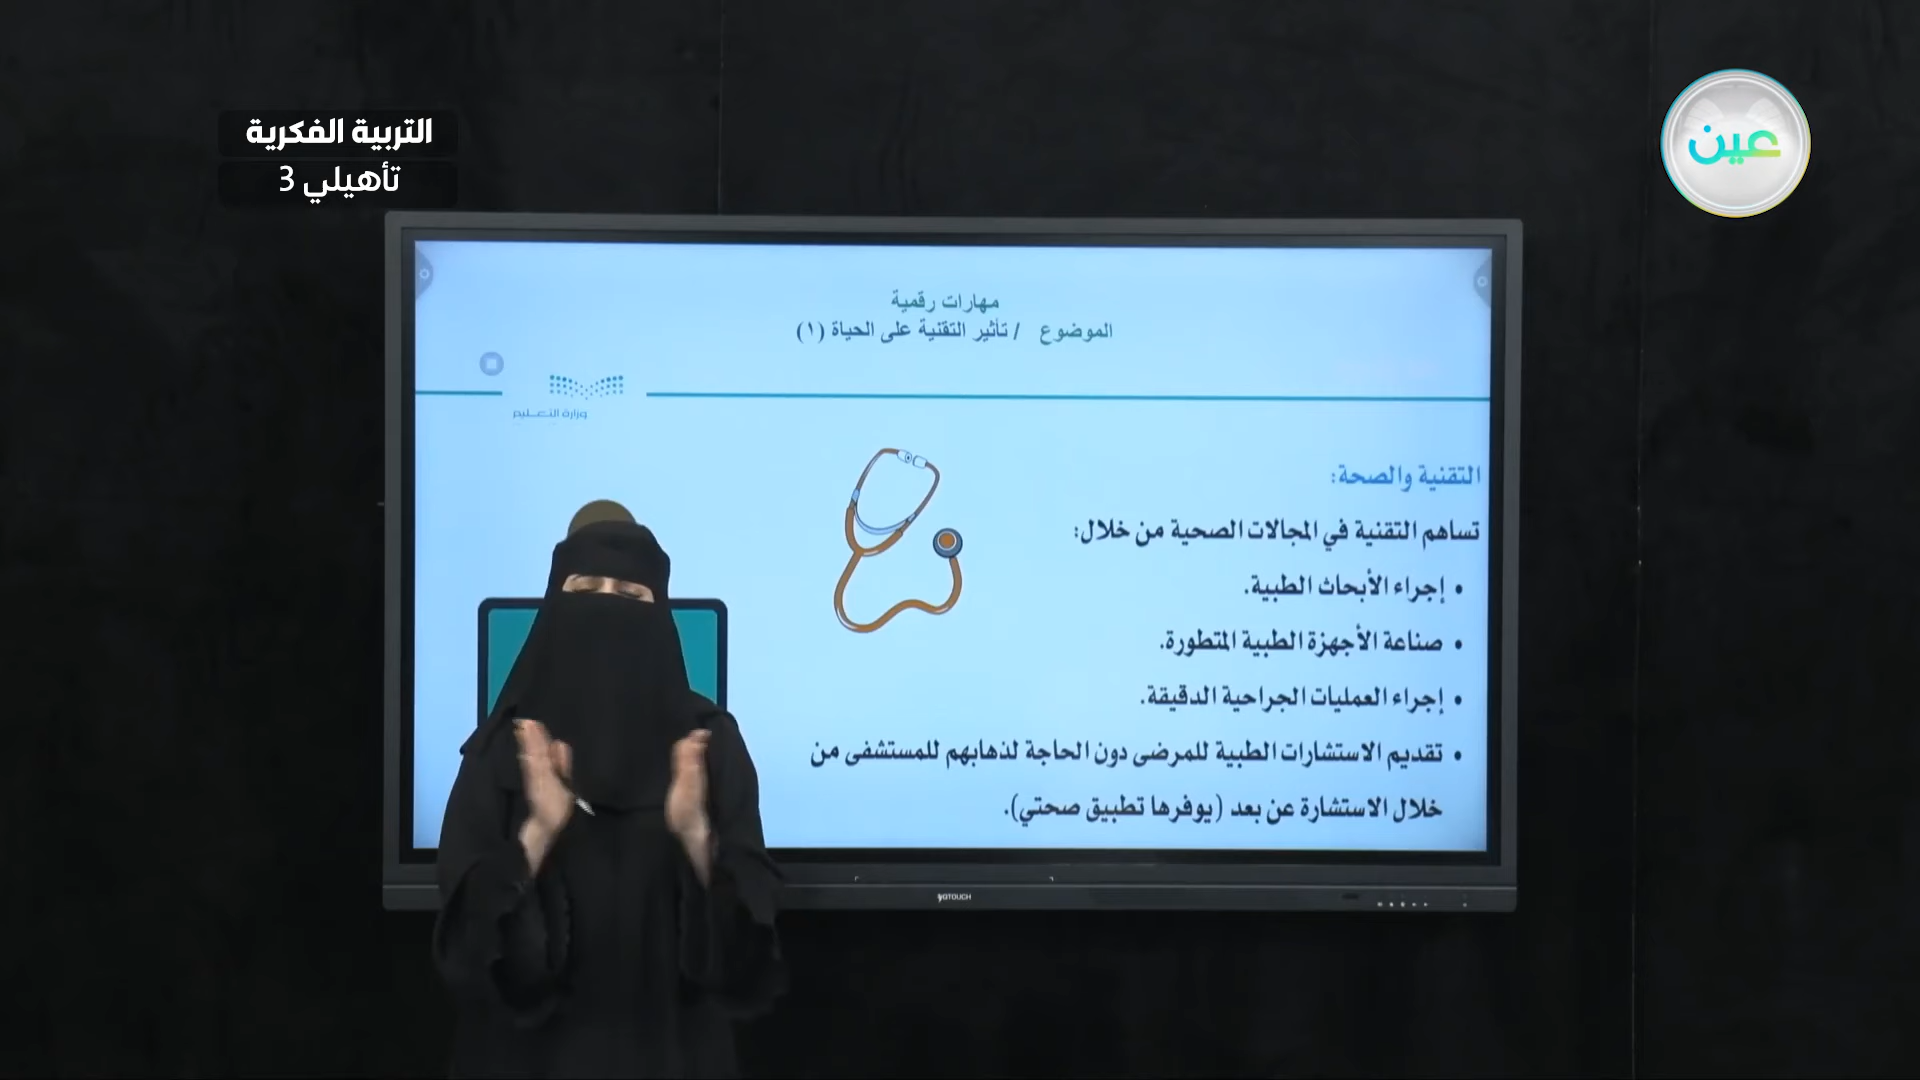 التربية الفكرية
تأهيلي 3
عين
مهارات رقمية
الموضوع / تأثير التقنية على الحياة (١)
وزارة التعليم
التقنية والصحة:
تساهم التقنية في المجالات الصحية من خلال:
• إجراء الأبحاث الطبية.
• صناعة الأجهزة الطبية المتطورة.
• إجراء العمليات الجراحية الدقيقة.
• تقديم الاستشارات الطبية للمرضى دون الحاجة لذهابهم للمستشفى من
خلال الاستشارة عن بعد (يوفرها تطبيق صحتي).
YQTOUCH